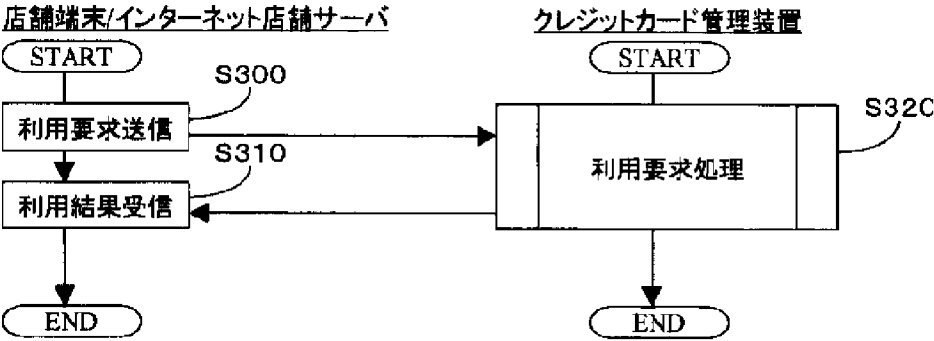 店舗端末/インターネット店舗サーバ
クレジットカード管理装置
START
START
S300
利用要求送信
S320
S310
利用要求処理
利用結果受信
END
END